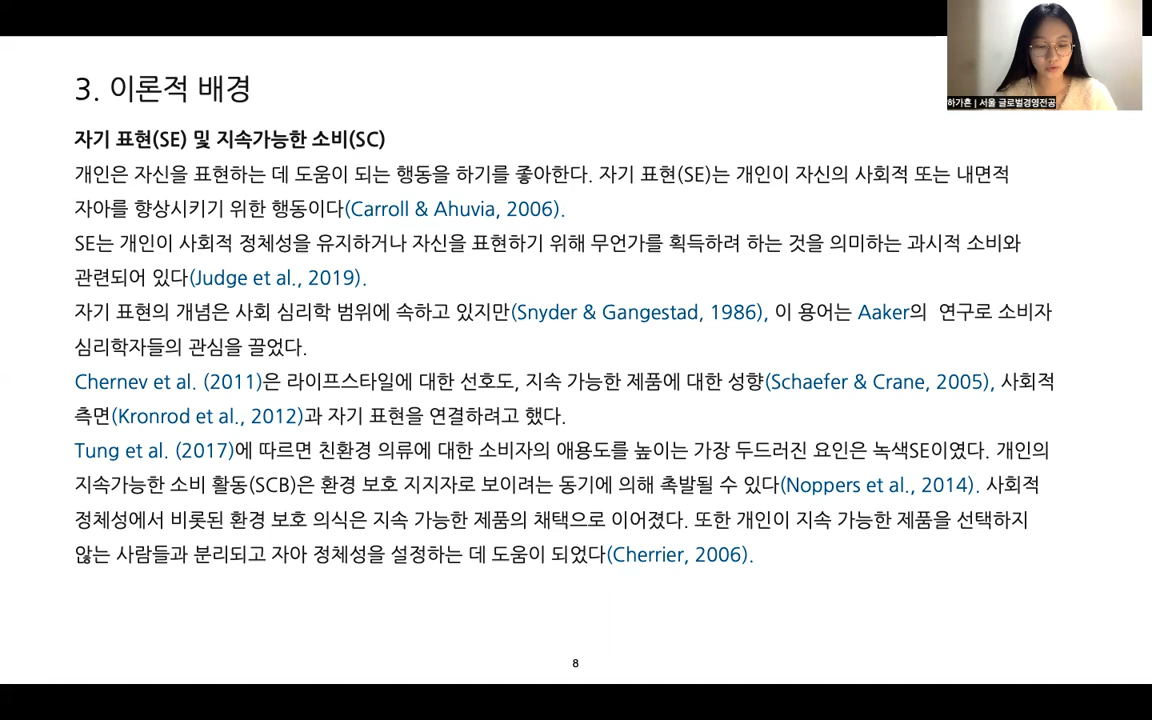 3. 이론적 배경
하가흔 | 서울 글로벌경영전공
자기 표현(SE) 및 지속가능한 소비(SC)
개인은 자신을 표현하는 데 도움이 되는 행동을 하기를 좋아한다. 자기 표현(SE)는 개인이 자신의 사회적 또는 내면적
자아를 향상시키기 위한 행동이다(Carroll & Ahuvia, 2006).
SE는 개인이 사회적 정체성을 유지하거나 자신을 표현하기 위해 무언가를 획득하려 하는 것을 의미하는 과시적 소비와
관련되어 있다(Judge et al., 2019).
자기 표현의 개념은 사회 심리학 범위에 속하고 있지만(Snyder & Gangestad, 1986), 이 용어는 Aaker의 연구로 소비자
심리학자들의 관심을 끌었다.
Chernev et al. (2011)은 라이프스타일에 대한 선호도, 지속 가능한 제품에 대한 성향(Schaefer & Crane, 2005), 사회적
측면(Kronrod et al., 2012)과 자기 표현을 연결하려고 했다.
Tung et al. (2017)에 따르면 친환경 의류에 대한 소비자의 애용도를 높이는 가장 두드러진 요인은 녹색SE이였다. 개인의
지속가능한 소비 활동(SCB)은 환경 보호 지지자로 보이려는 동기에 의해 촉발될 수 있다(Noppers et al., 2014). 사회적
정체성에서 비롯된 환경 보호 의식은 지속 가능한 제품의 채택으로 이어졌다. 또한 개인이 지속 가능한 제품을 선택하지
않는 사람들과 분리되고 자아 정체성을 설정하는 데 도움이 되었다(Cherrier, 2006).
8